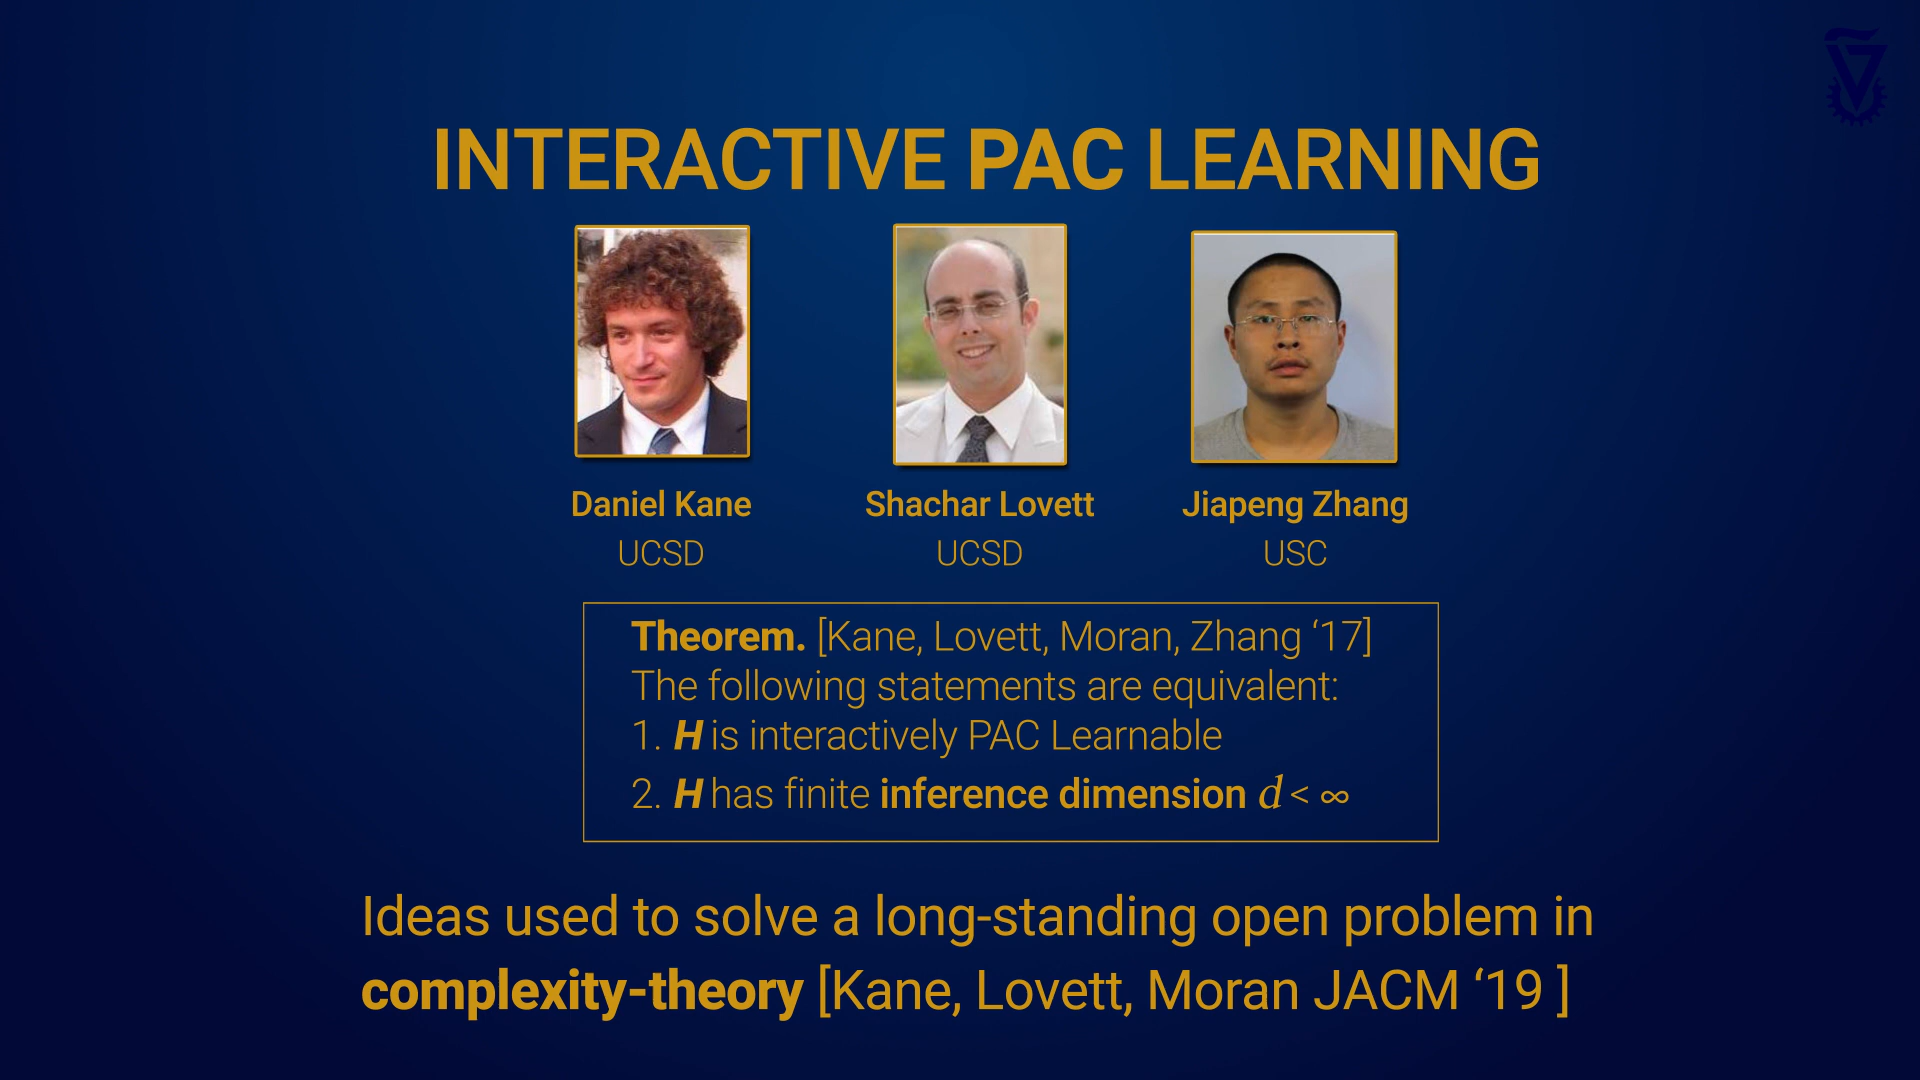 INTERACTIVE PAC LEARNING
Daniel Kane
UCSD
Shachar Lovett
UCSD
Jiapeng Zhang
USC
Theorem. [Kane, Lovett, Moran, Zhang ‘17]
The following statements are equivalent:
1. H is interactively PAC Learnable
2. H has finite inference dimension d < ∞
Ideas used to solve a long-standing open problem in
complexity-theory [Kane, Lovett, Moran JACM ‘19 ]